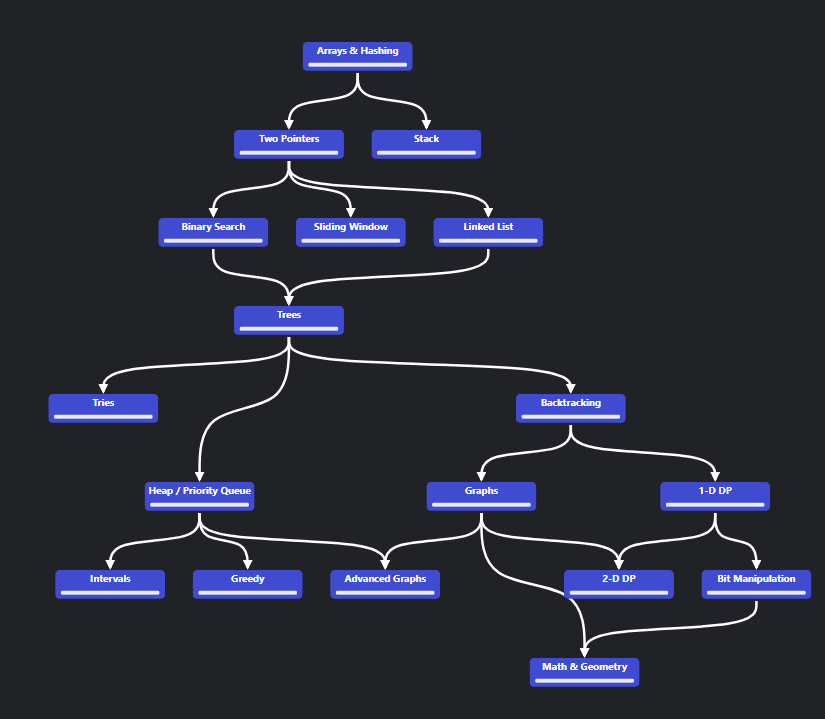 Arrays & Hashing
Two Pointers
Stack
Binary Search
Sliding Window
Linked List
Trees
Tries
Backtracking
Heap / Priority Queue
Graphs
1-D DP
Intervals
Greedy
Advanced Graphs
2-D DP
Bit Manipulation
Math & Geometry